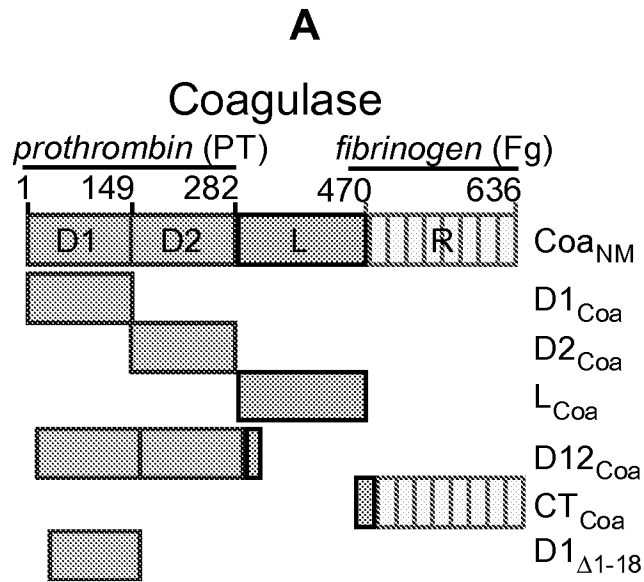 A
Coagulase
prothrombin (PT) fibrinogen (Fg)
1 149 282 470 636
D1 D2 L R CoaNM
D1Coa
D2Coa
LCoa
D12Coa
CTCoa
D1Δ1-18